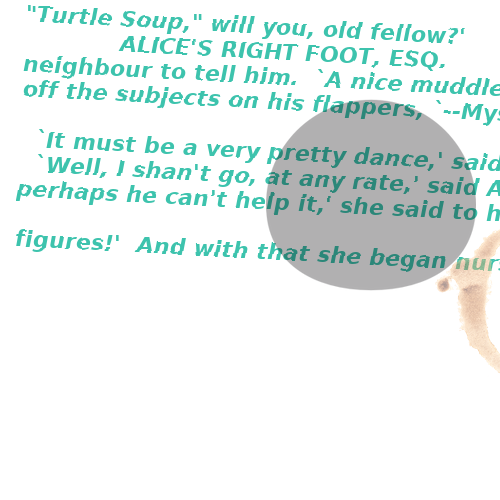 "Turtle Soup," will you, old fellow?'
ALICE'S RIGHT FOOT, ESQ.
neighbour to tell him.  `A nice muddle
off the subjects on his flappers, `--Mys
`It must be a very pretty dance,' said
`Well, I shan't go, at any rate,' said A
perhaps he can't help it,' she said to h
figures!'  And with that she began nur